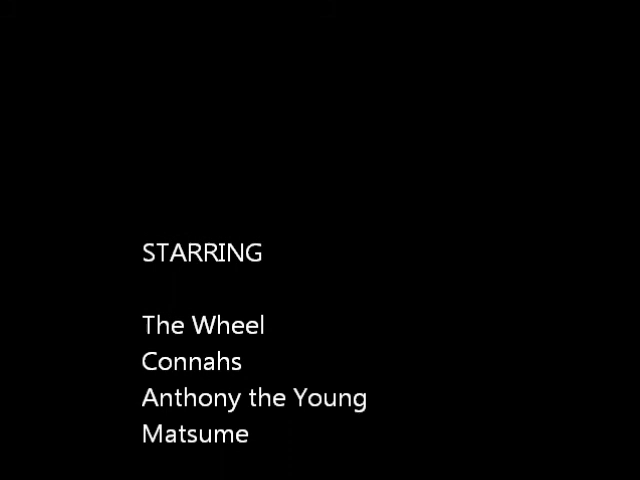 STARRING
The Wheel
Connahs
Anthony the Young
Matsume